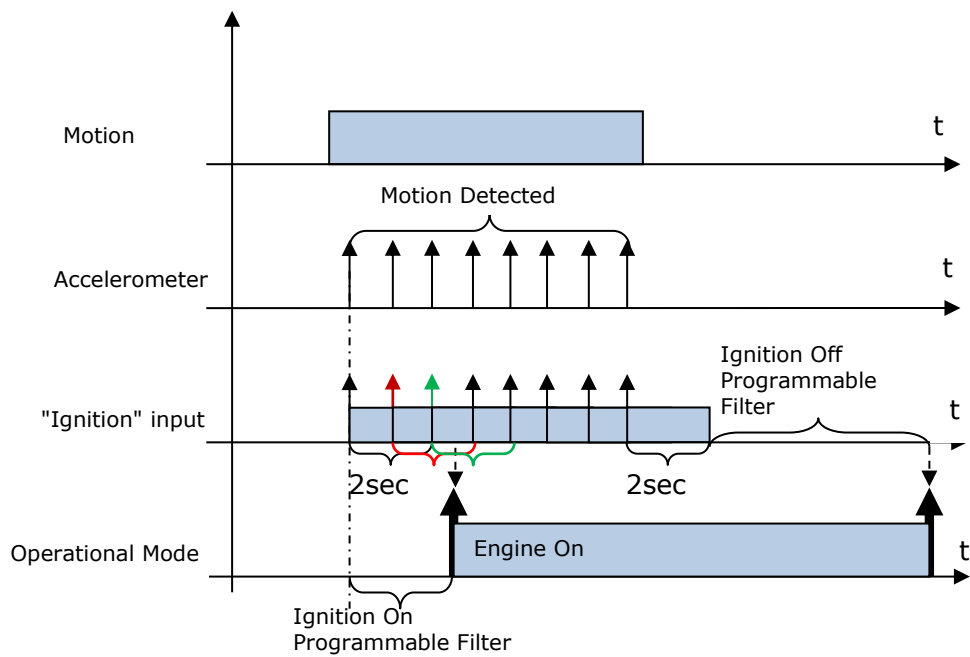 Motion
t
Motion Detected
Accelerometer
t
Ignition Off
Programmable
Filter
"Ignition" input
t
2sec
2sec
Operational Mode
Engine On
t
Ignition On
Programmable Filter